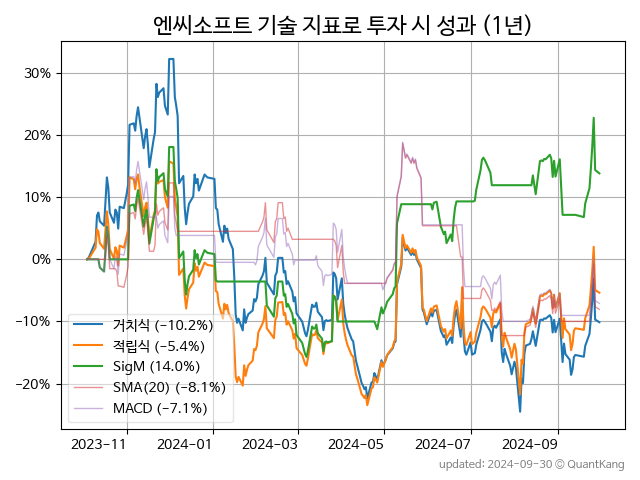 엔씨소프트 기술 지표로 투자 시 성과 (1년)
30%
20%
10%
0%
−10%
−20%
거치식 (−10.2%)
적립식 (−5.4%)
SigM (14.0%)
SMA(20) (−8.1%)
MACD (−7.1%)
2023-11
2024-01
2024-03
2024-05
2024-07
2024-09
updated: 2024-09-30 ⓒ QuantKang